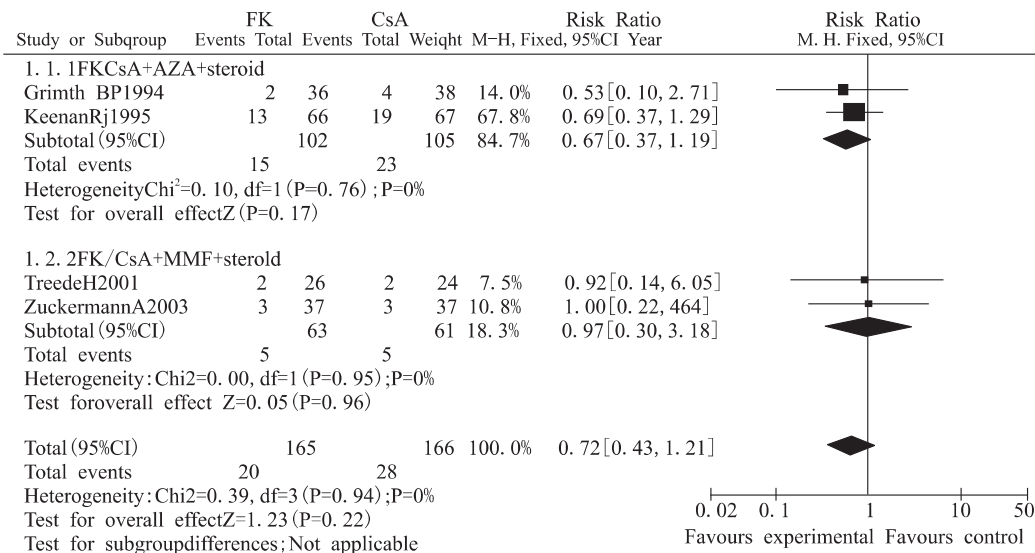 FK CsA Risk Ratio Risk Ratio
Study or Subqroup Events Total Events Total Weiqht M-H, Fixed, 95%CI Year M. H. Fixed, 95%CI
1. 1. 1FKCsA+AZA+steroid
Grimth BP1994 2 36 4 38 14. 0% 0. 53[0. 10, 2. 71]
KeenanRj1995 13 66 19 67 67. 8% 0. 69[0. 37, 1. 29]
Subtotal(95%CI) 102 105 84. 7% 0. 67[0. 37, 1. 19]
Total events 15 23
HeterogeneityChi²=0. 10, df=1(P=0. 76);P=0%
Test for overall effectZ(P=0. 17)
1. 2. 2FK/CsA+MMF+sterold
TreedeH2001 2 26 2 24 7. 5% 0. 92[0. 14, 6. 05]
ZuckermannA2003 3 37 3 37 10. 8% 1. 00[0. 22, 464]
Subtotal(95%CI) 63 61 18. 3% 0. 97[0. 30, 3. 18]
Total events 5 5
Heterogeneity:Chi2=0. 00, df=1(P=0. 95);P=0%
Test foroverall effect Z=0. 05(P=0. 96)
Total(95%CI) 165 166 100. 0% 0. 72[0. 43, 1. 21]
Total events 20 28
Heterogeneity:Chi2=0. 39, df=3(P=0. 94);P=0%
Test for overall effectZ=1. 23(P=0. 22)
Test for subgroupdifferences;Not applicable
0. 02 0. 1 1 10 50
Favours experimental Favours control